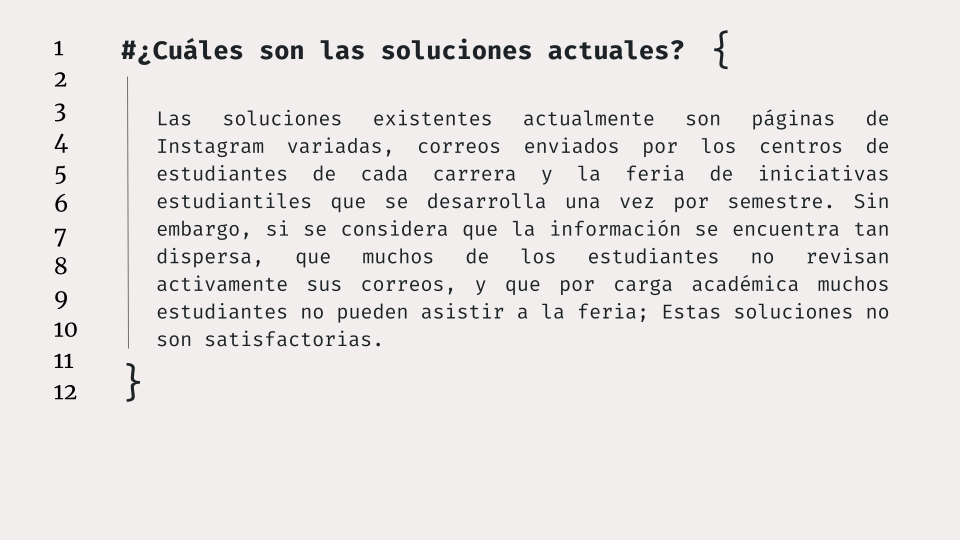 1 #¿Cuáles son las soluciones actuales? {
2
3 Las soluciones existentes actualmente son páginas de
4 Instagram variadas, correos enviados por los centros de
5 estudiantes de cada carrera y la feria de iniciativas
6 estudiantiles que se desarrolla una vez por semestre. Sin
7 embargo, si se considera que la información se encuentra tan
8 dispersa, que muchos de los estudiantes no revisan
9 activamente sus correos, y que por carga académica muchos
10 estudiantes no pueden asistir a la feria; Estas soluciones no
11 son satisfactorias.
12 }